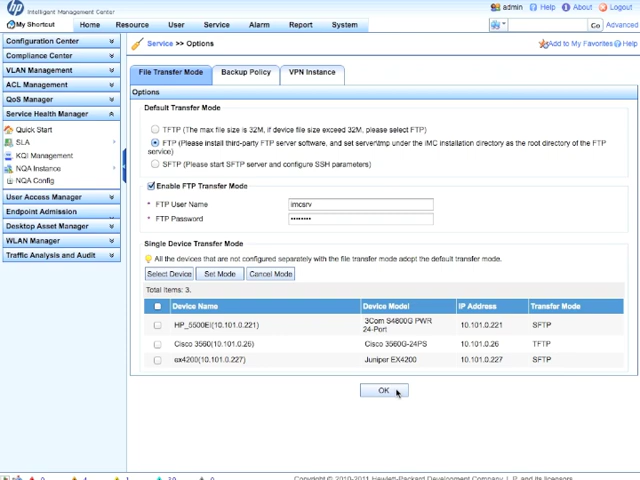 hp
Intelligent Management Center
admin Help About Logout
My Shortcut Home Resource User Service Alarm Report System Go Advanced
Configuration Center
Compliance Center
VLAN Management
ACL Management
QoS Manager
Service Health Manager
Quick Start
SLA
KQI Management
NQA Instance
NQA Config
User Access Manager
Endpoint Admission
Desktop Asset Manager
WLAN Manager
Traffic Analysis and Audit
Service >> Options
Add to My Favorites Help
File Transfer Mode Backup Policy VPN Instance
Options
Default Transfer Mode
TFTP (The max file size is 32M, if device file size exceed 32M, please select FTP)
FTP (Please install third-party FTP server software, and set server\tmp under the IMC installation directory as the root directory of the FTP
service)
SFTP (Please start SFTP server and configure SSH parameters)
Enable FTP Transfer Mode
* FTP User Name imcsrv
* FTP Password ••••••••
Single Device Transfer Mode
All the devices that are not configured separately with the file transfer mode adopt the default transfer mode.
Select Device Set Mode Cancel Mode
Total Items: 3.
Device Name Device Model IP Address Transfer Mode
HP_5500EI(10.101.0.221) 3Com S4800G PWR 24-Port 10.101.0.221 SFTP
Cisco 3560(10.101.0.26) Cisco 3560G-24PS 10.101.0.26 TFTP
ex4200(10.101.0.227) Juniper EX4200 10.101.0.227 SFTP
OK
Copyright © 2010-2011 Hewlett-Packard Development Company, L.P. and its licensors.